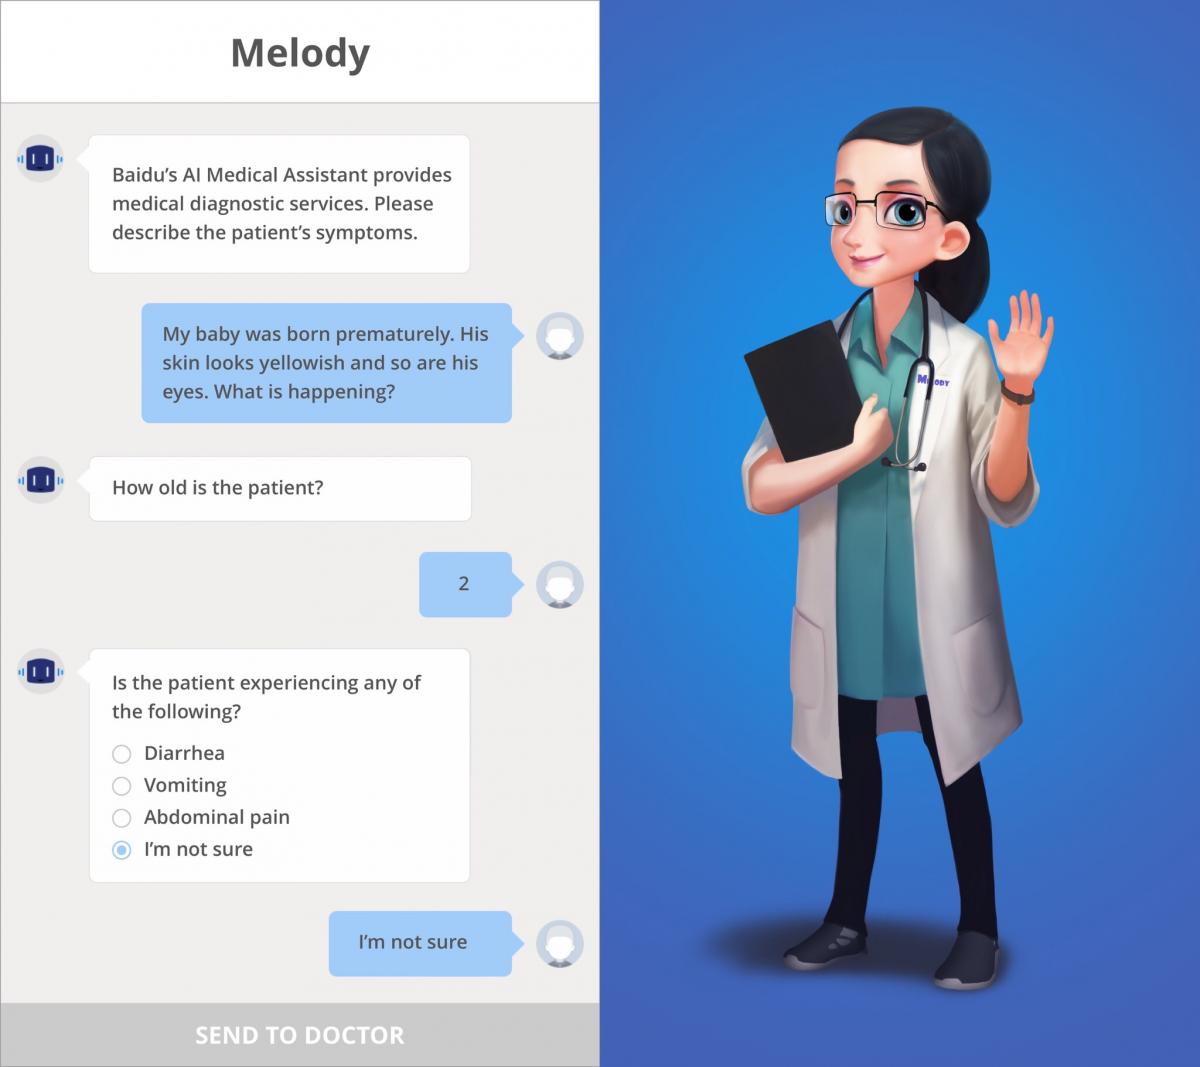 Melody
Baidu’s AI Medical Assistant provides
medical diagnostic services. Please
describe the patient’s symptoms.
My baby was born prematurely. His
skin looks yellowish and so are his
eyes. What is happening?
How old is the patient?
2
Is the patient experiencing any of
the following?
Diarrhea
Vomiting
Abdominal pain
I’m not sure
I’m not sure
SEND TO DOCTOR
MELODY